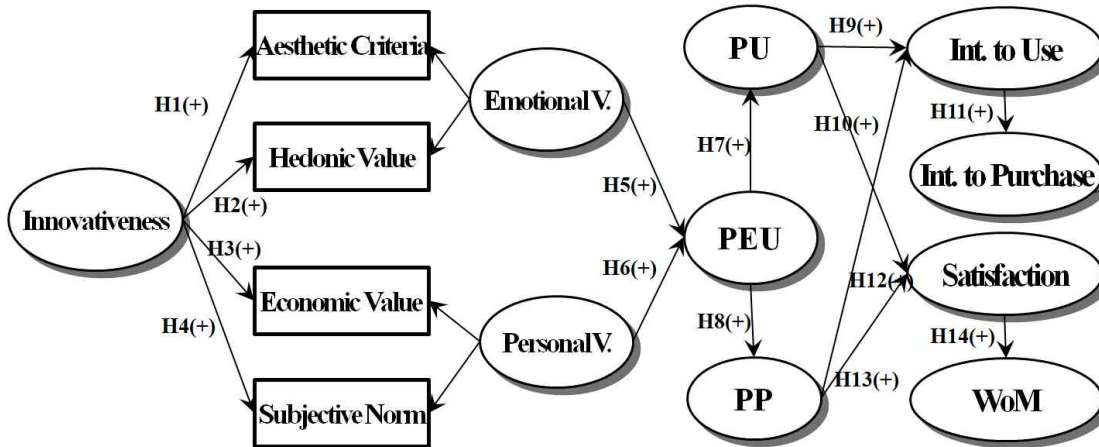 Aesthetic Criteria
H1(+)
Emotional V.
Hedonic Value
H2(+)
Innovativeness
H3(+)
Economic Value
H4(+)
Personal V.
Subjective Norm
H5(+)
H6(+)
PU
H7(+)
PEU
H8(+)
PP
H9(+)
Int. to Use
H10(+)
H11(+)
Int. to Purchase
H12(+)
Satisfaction
H13(+)
H14(+)
WoM